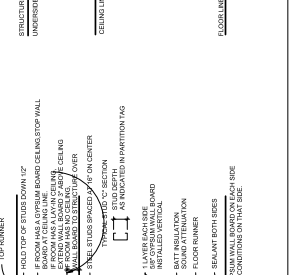 TOP RUNNER
HOLD TOP OF STUDS DOWN 1/2"
IF ROOM HAS A GYPSUM BOARD CEILING,STOP WALL
BOARD AT CEILING LINE.
IF ROOM HAS A LAY-IN CEILING,
EXTEND WALL BOARD 3" ABOVE CEILING
IF ROOM HAS NO CEILING,
WALL BOARD TO STRUCTURE OVER
STEEL STUDS SPACED AT 16" ON CENTER
TYPICAL STUD "C" SECTION
STUD DEPTH
AS INDICATED IN PARTITION TAG
1 LAYER EACH SIDE
GYPSUM WALL BOARD
INSTALLED VERTICAL
BATT INSULATION
SOUND ATTENUATION
FLOOR RUNNER
SEALANT BOTH SIDES
GYPSUM WALL BOARD ON EACH SIDE
CONDITIONS ON THAT SIDE.
STRUCTUR
UNDERSIDE
CEILING LIN
FLOOR LINE